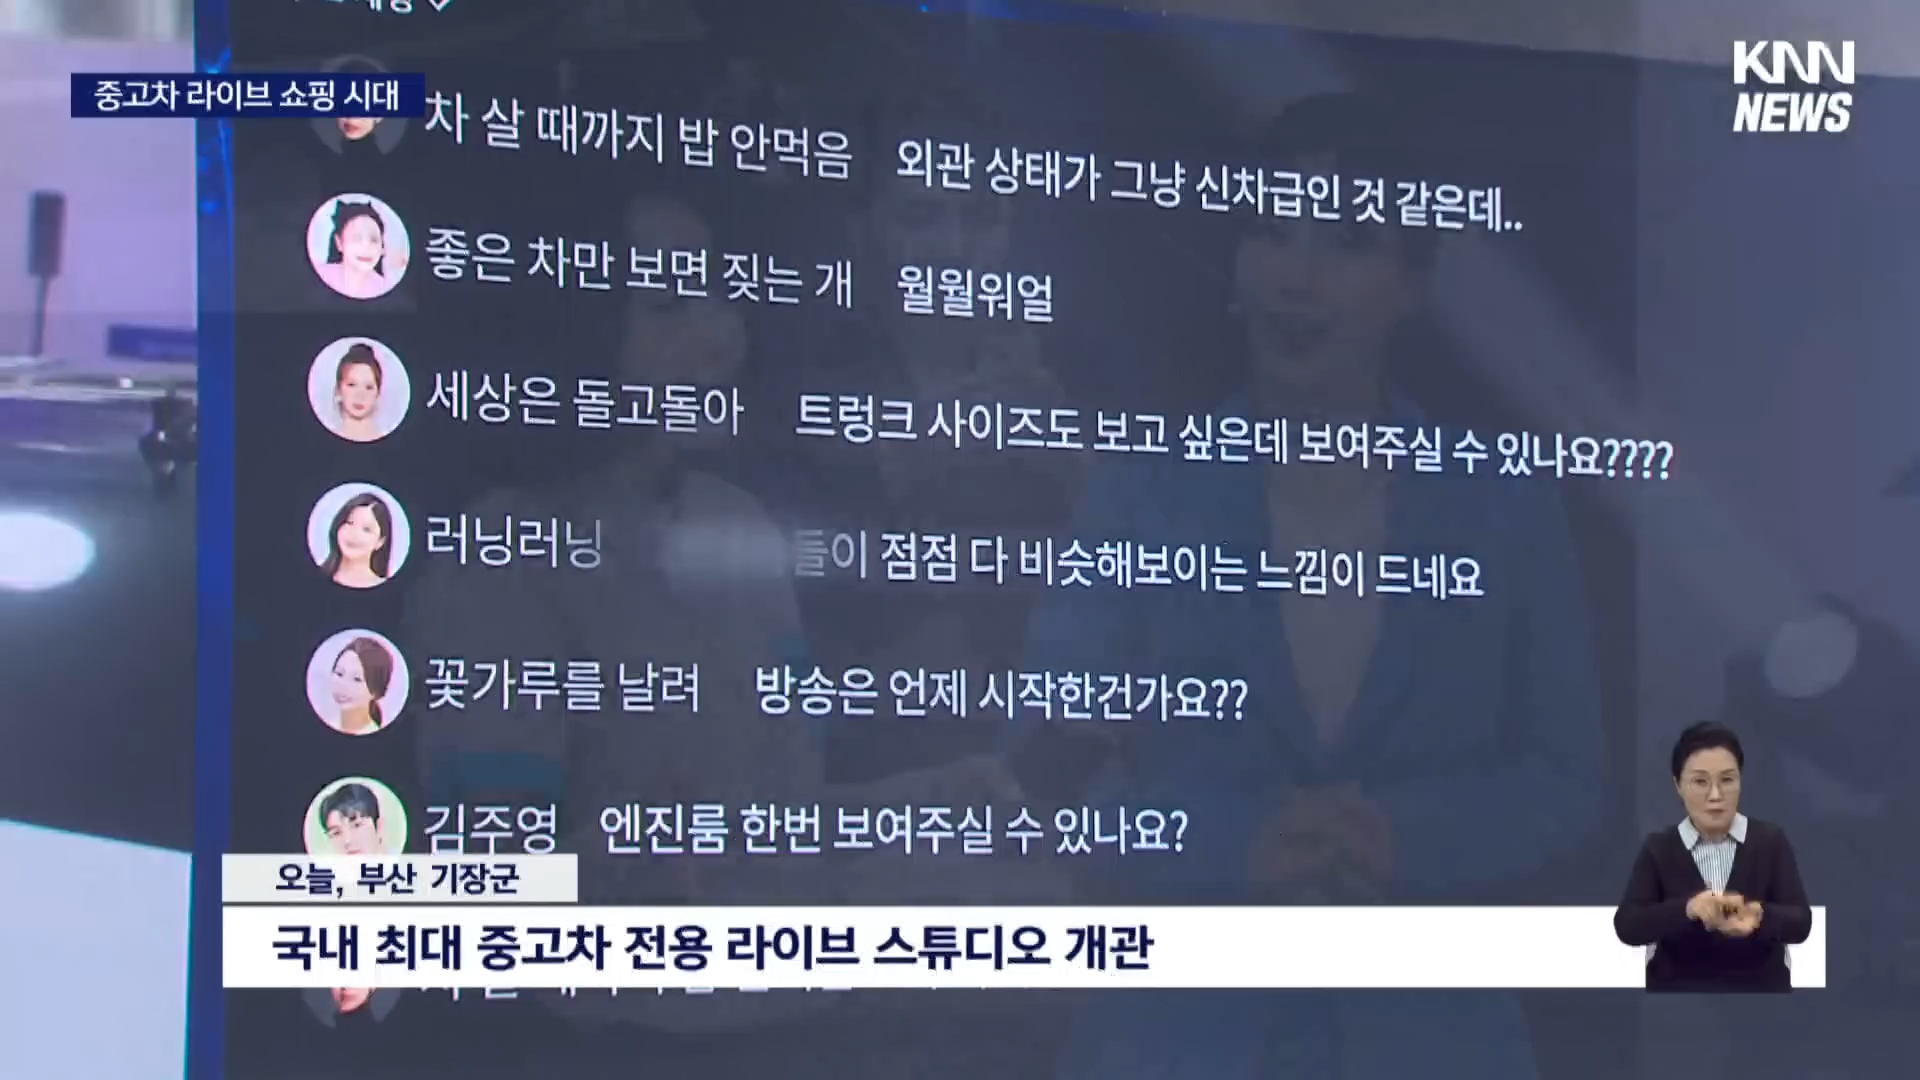 KNN
NEWS
중고차 라이브 쇼핑 시대
차 살 때까지 밥 안먹음 외관 상태가 그냥 신차급인 것 같은데..
좋은 차만 보면 짖는 개 월월워얼
세상은 돌고돌아 트렁크 사이즈도 보고 싶은데 보여주실 수 있나요????
러닝러닝 들이 점점 다 비슷해보이는 느낌이 드네요
꽃가루를 날려 방송은 언제 시작한건가요??
김주영 엔진룸 한번 보여주실 수 있나요?
오늘, 부산 기장군
국내 최대 중고차 전용 라이브 스튜디오 개관